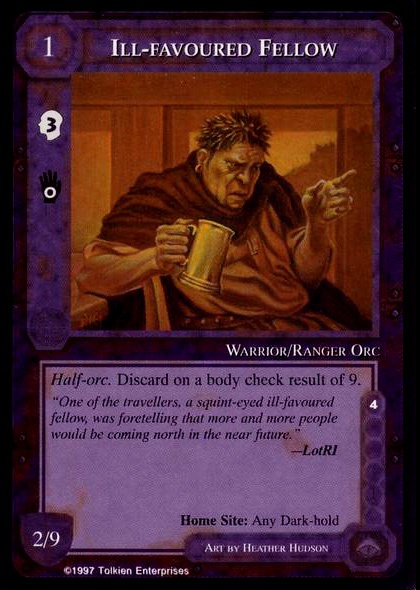 1
ILL-FAVOURED FELLOW
3
0
WARRIOR/RANGER ORC
Half-orc. Discard on a body check result of 9.
"One of the travellers, a squint-eyed ill-favoured
fellow, was foretelling that more and more people
would be coming north in the near future."
—LotRI
4
Home Site: Any Dark-hold
2/9
ART BY HEATHER HUDSON
©1997 Tolkien Enterprises